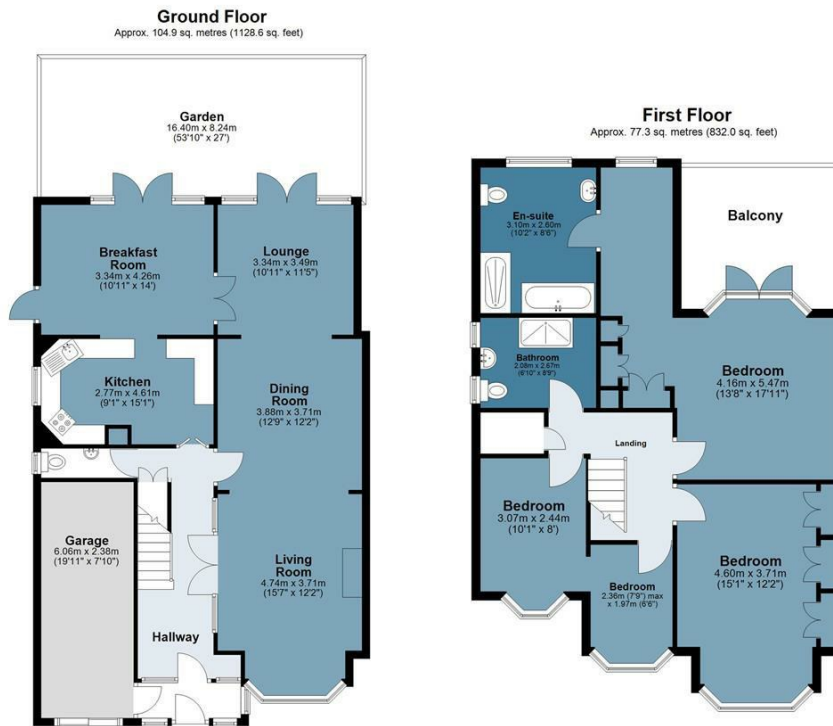 Ground Floor
Approx. 104.9 sq. metres (1128.6 sq. feet)
Garden
16.40m x 8.24m
(53'10" x 27')
Breakfast
Room
3.34m x 4.26m
(10'11" x 14')
Lounge
3.34m x 3.49m
(10'11" x 11'5")
Kitchen
2.77m x 4.61m
(9'1" x 15'1")
Dining
Room
3.88m x 3.71m
(12'9" x 12'2")
Garage
6.06m x 2.38m
(19'11" x 7'10")
Living
Room
4.74m x 3.71m
(15'7" x 12'2")
Hallway
First Floor
Approx. 77.3 sq. metres (832.0 sq. feet)
En-suite
3.10m x 2.60m
(10'2" x 8'6")
Balcony
Bathroom
2.08m x 2.67m
(6'10" x 8'9")
Bedroom
4.16m x 5.47m
(13'8" x 17'11")
Landing
Bedroom
3.07m x 2.44m
(10'1" x 8')
Bedroom
2.36m (7'9") max
x 1.97m (6'6")
Bedroom
4.60m x 3.71m
(15'1" x 12'2")